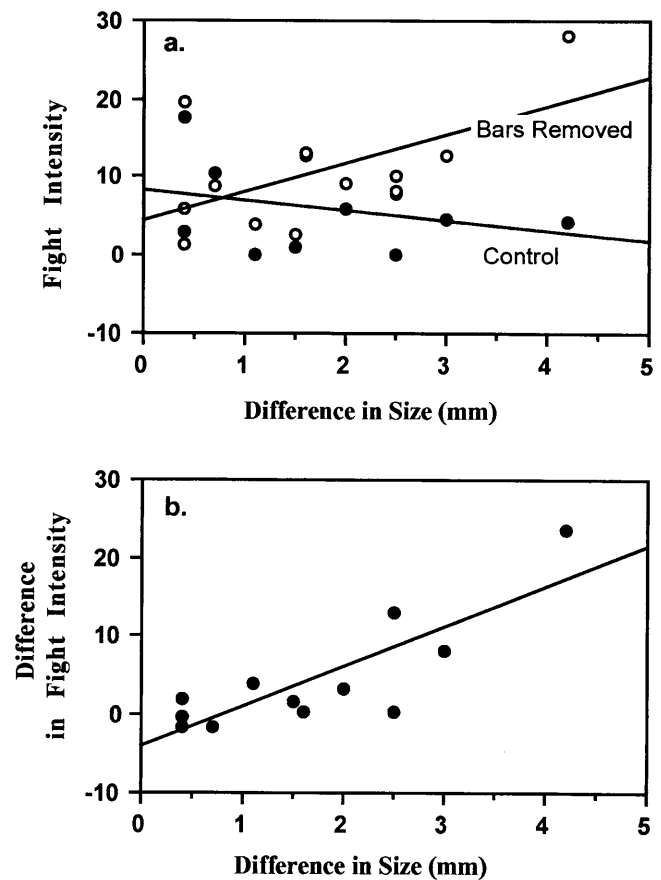 a.
30
20
10
0
-10
Fight Intensity
Bars Removed
Control
0 1 2 3 4 5
Difference in Size (mm)
b.
30
20
10
0
-10
Difference
in Fight Intensity
0 1 2 3 4 5
Difference in Size (mm)